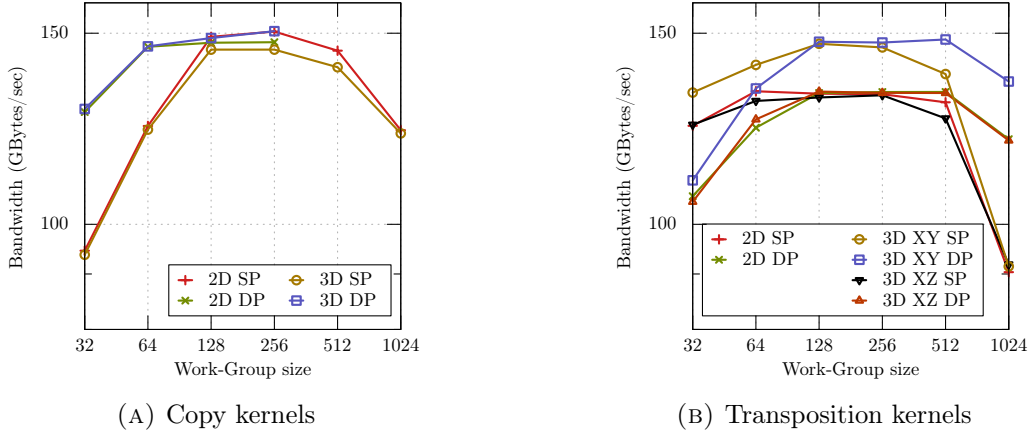 150
100
Bandwidth (GBytes/sec)
2D SP
2D DP
3D SP
3D DP
32 64 128 256 512 1024
Work-Group size
(A) Copy kernels
150
100
Bandwidth (GBytes/sec)
2D SP
2D DP
3D XY SP
3D XY DP
3D XZ SP
3D XZ DP
32 64 128 256 512 1024
Work-Group size
(B) Transposition kernels